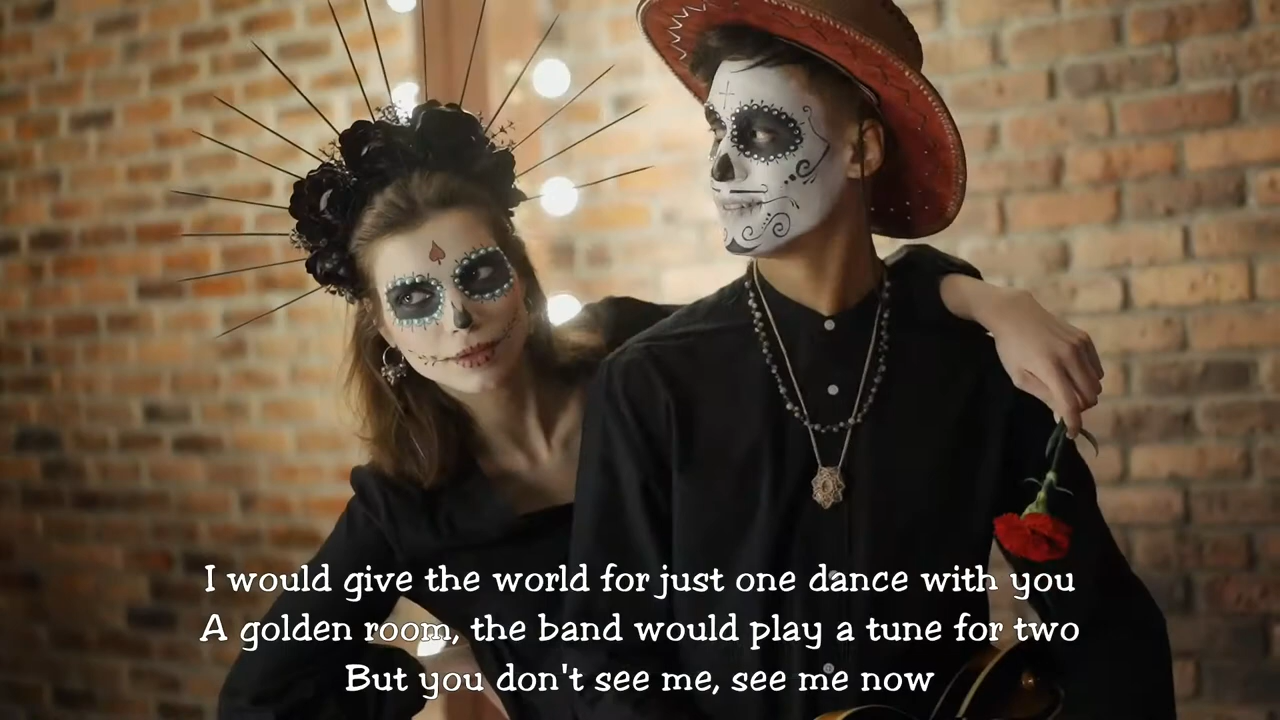 I would give the world for just one dance with you
A golden room, the band would play a tune for two
But you don't see me, see me now